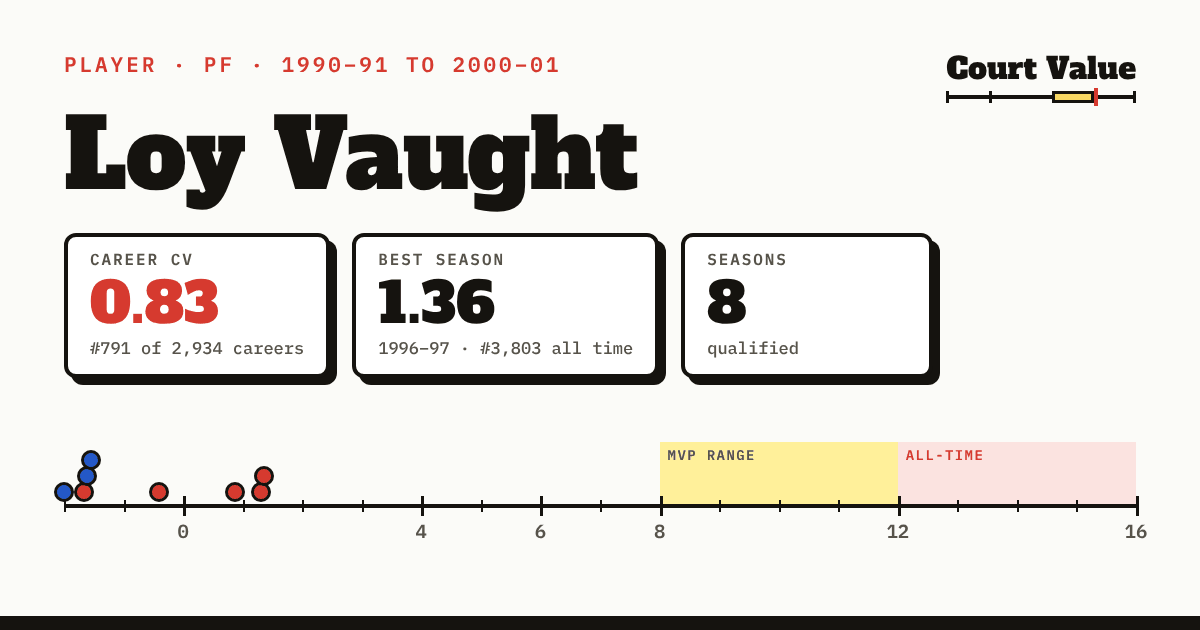 PLAYER · PF · 1990–91 TO 2000–01
Court Value
Loy Vaught
CAREER CV
0.83
#791 of 2,934 careers
BEST SEASON
1.36
1996–97 · #3,803 all time
SEASONS
8
qualified
MVP RANGE
ALL-TIME
0 4 6 8 12 16